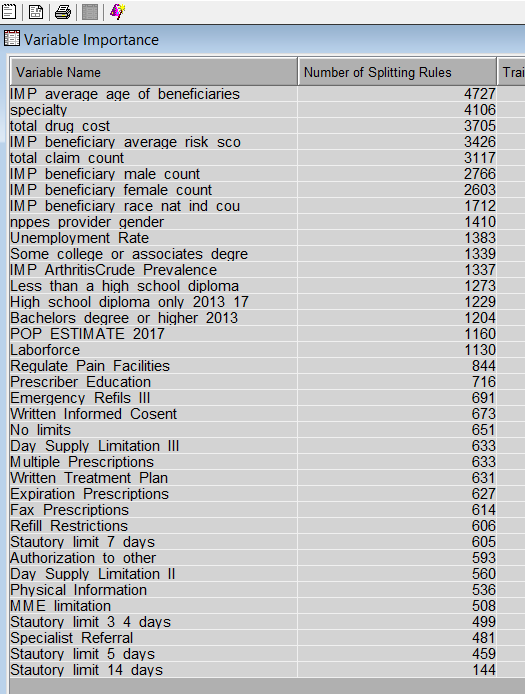 Variable Importance
Variable Name Number of Splitting Rules Trai
IMP average age of beneficiaries 4727
specialty 4106
total drug cost 3705
IMP beneficiary average risk sco 3426
total claim count 3117
IMP beneficiary male count 2766
IMP beneficiary female count 2603
IMP beneficiary race nat ind cou 1712
nppes provider gender 1410
Unemployment Rate 1383
Some college or associates degre 1339
IMP ArthritisCrude Prevalence 1337
Less than a high school diploma 1273
High school diploma only 2013 17 1229
Bachelors degree or higher 2013 1204
POP ESTIMATE 2017 1160
Laborforce 1130
Regulate Pain Facilities 844
Prescriber Education 716
Emergency Refils III 691
Written Informed Cosent 673
No limits 651
Day Supply Limitation III 633
Multiple Prescriptions 633
Written Treatment Plan 631
Expiration Prescriptions 627
Fax Prescriptions 614
Refill Restrictions 606
Stautory limit 7 days 605
Authorization to other 593
Day Supply Limitation II 560
Physical Information 536
MME limitation 508
Stautory limit 3 4 days 499
Specialist Referral 481
Stautory limit 5 days 459
Stautory limit 14 days 144